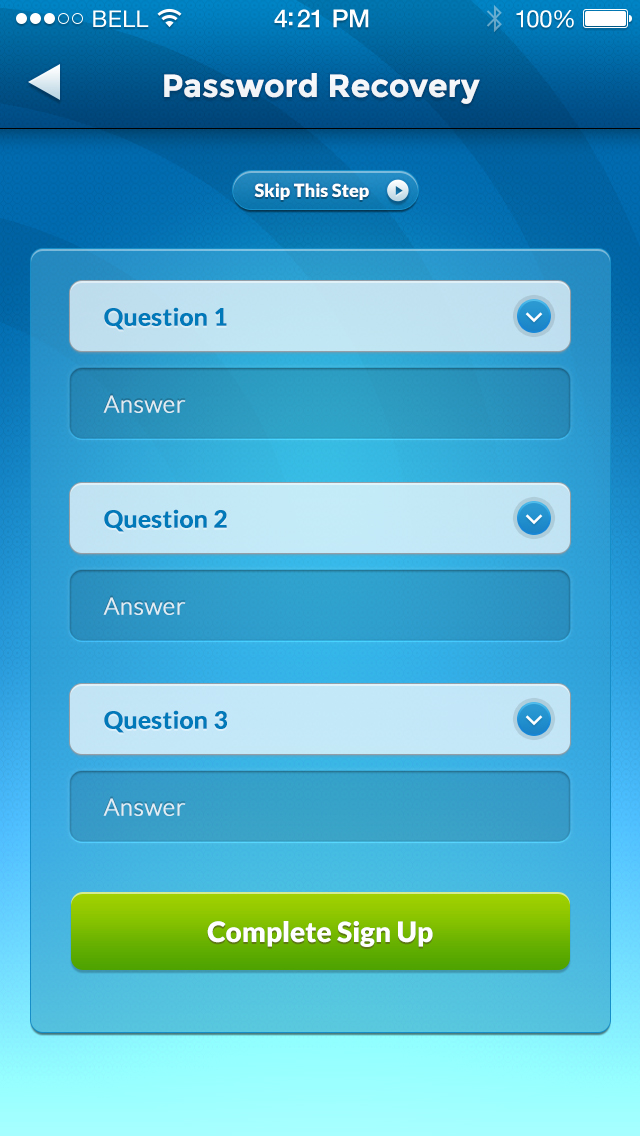 BELL 4:21 PM 100%
Password Recovery
Skip This Step
Question 1
Answer
Question 2
Answer
Question 3
Answer
Complete Sign Up